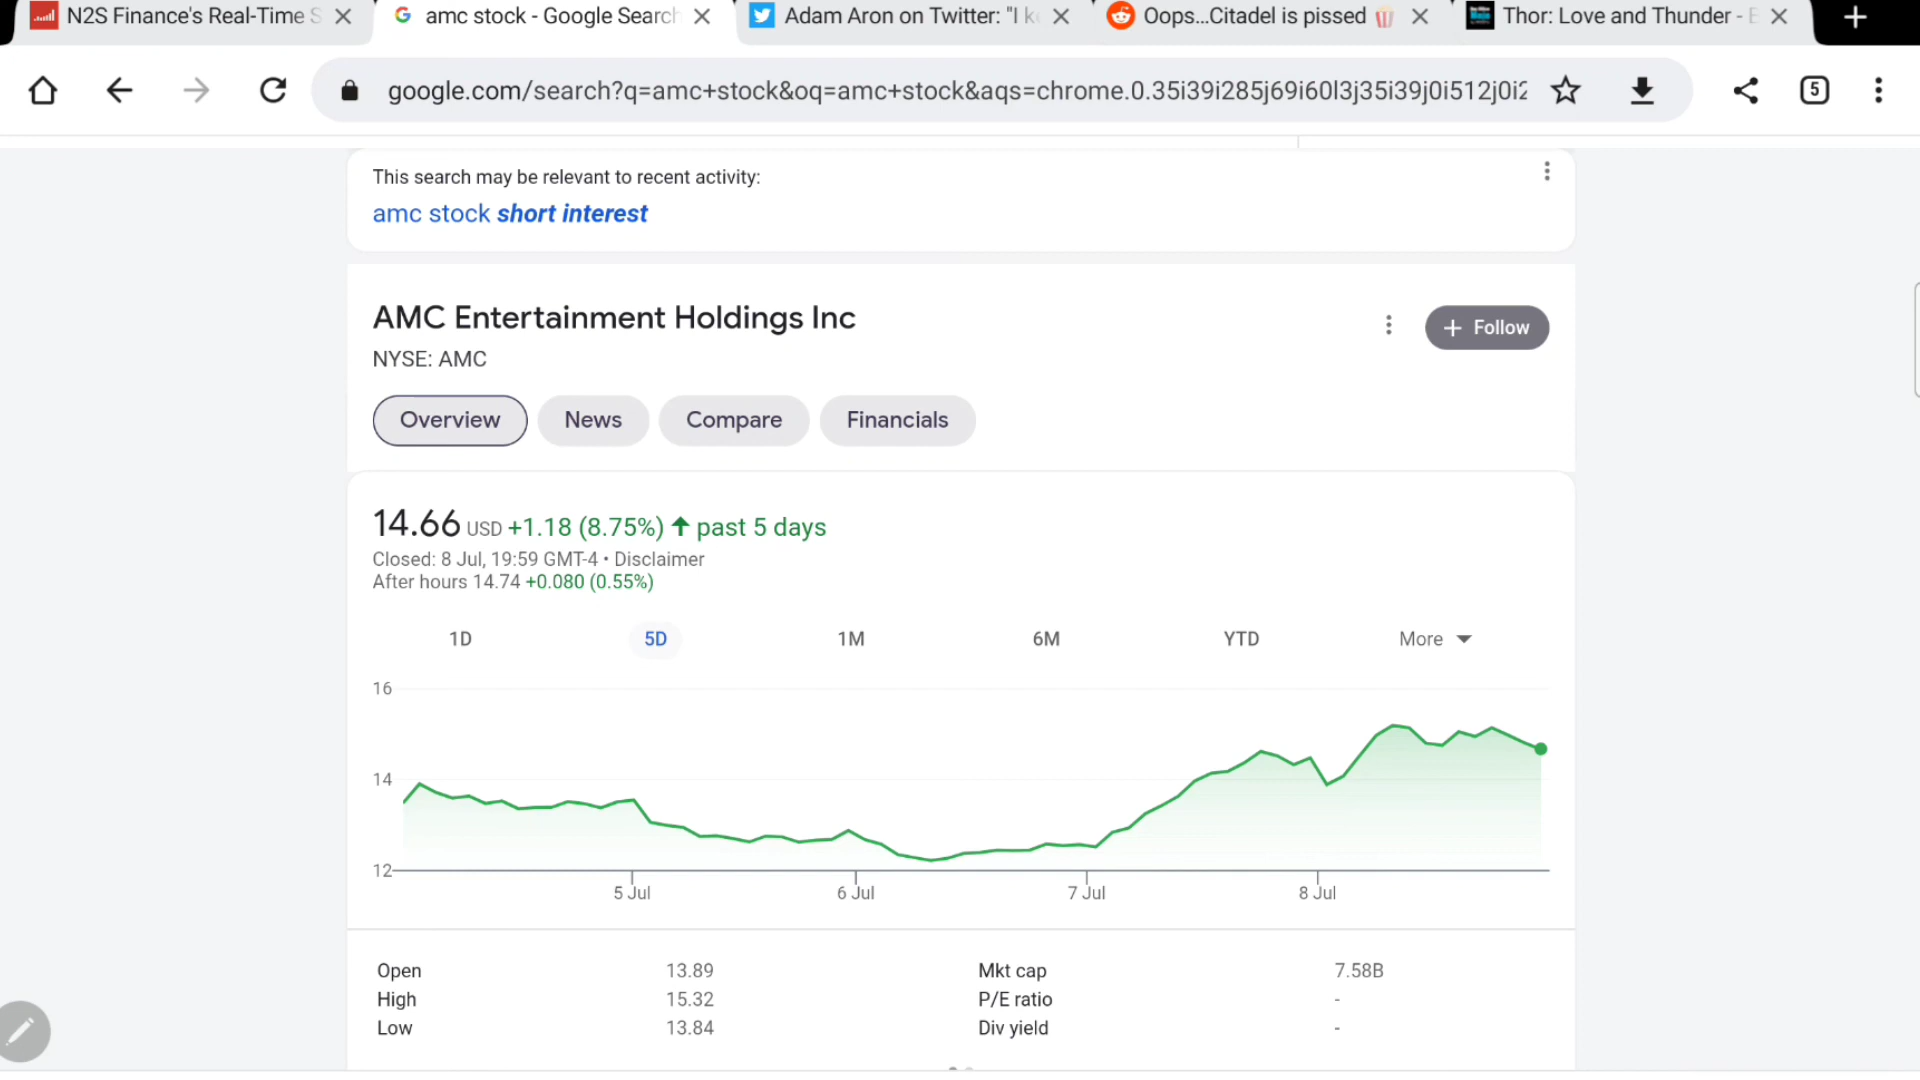 N2S Finance's Real-Time S
amc stock - Google Search
Adam Aron on Twitter: "I ke
Oops...Citadel is pissed 🍿
Thor: Love and Thunder - B
google.com/search?q=amc+stock&oq=amc+stock&aqs=chrome.0.35i39i285j69i60l3j35i39j0i512j0i2
5
This search may be relevant to recent activity:
amc stock short interest
AMC Entertainment Holdings Inc
NYSE: AMC
+ Follow
Overview
News
Compare
Financials
14.66 USD +1.18 (8.75%) ↑ past 5 days
Closed: 8 Jul, 19:59 GMT-4 • Disclaimer
After hours 14.74 +0.080 (0.55%)
1D
5D
1M
6M
YTD
More
16
14
12
5 Jul
6 Jul
7 Jul
8 Jul
Open 13.89
High 15.32
Low 13.84
Mkt cap 7.58B
P/E ratio -
Div yield -